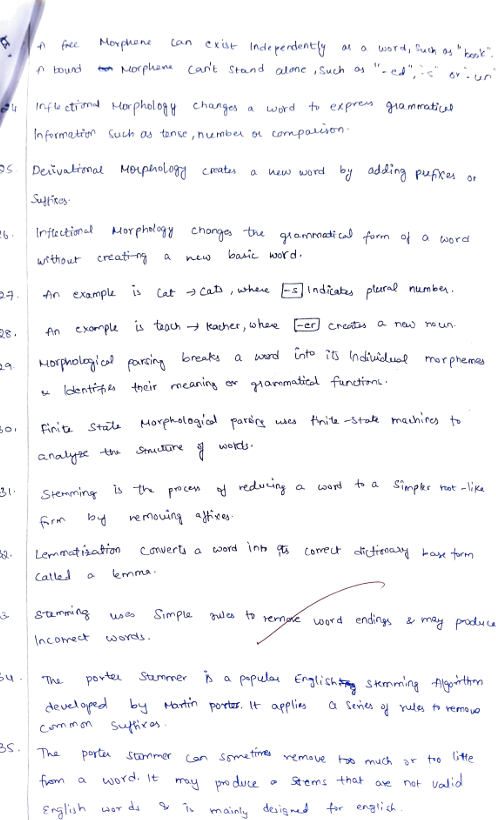 A free Morphene can exist Independently as a word, Such as "book".
A bound Morphene can't stand alone, Such as "-ed", "-s" or "-un"
24 Inflectional Morphology changes a word to express grammatical
Information Such as tense, number or comparison.
25. Derivational Morphology creates a new word by adding prefixes or
Suffixes.
26. Inflectional Morphology changes the grammatical form of a word
without creating a new basic word.
27. An example is Cat → Cats, where -s Indicates plural number.
28. An example is teach → teacher, where -er creates a new noun.
29. Morphological parsing breaks a word into its Individual morphemes
& Identifies their meaning or grammatical functions.
30. Finite State Morphological parsing uses finite-state machines to
analyze the structure of words.
31. Stemming is the process of reducing a word to a Simpler root-like
form by removing affixes.
32. Lemmatization Converts a word into its correct dictionary base form
called a lemma.
3 Stemming uses Simple rules to remove word endings & may produce
Incorrect words.
34. The porter Stemmer is a popular English Stemming Algorithm
developed by Martin porter. It applies a Series of rules to remove
Common Suffixes.
35. The porter stemmer can sometimes remove too much or too little
from a word. It may produce a Stems that are not valid
English words & is mainly designed for english.